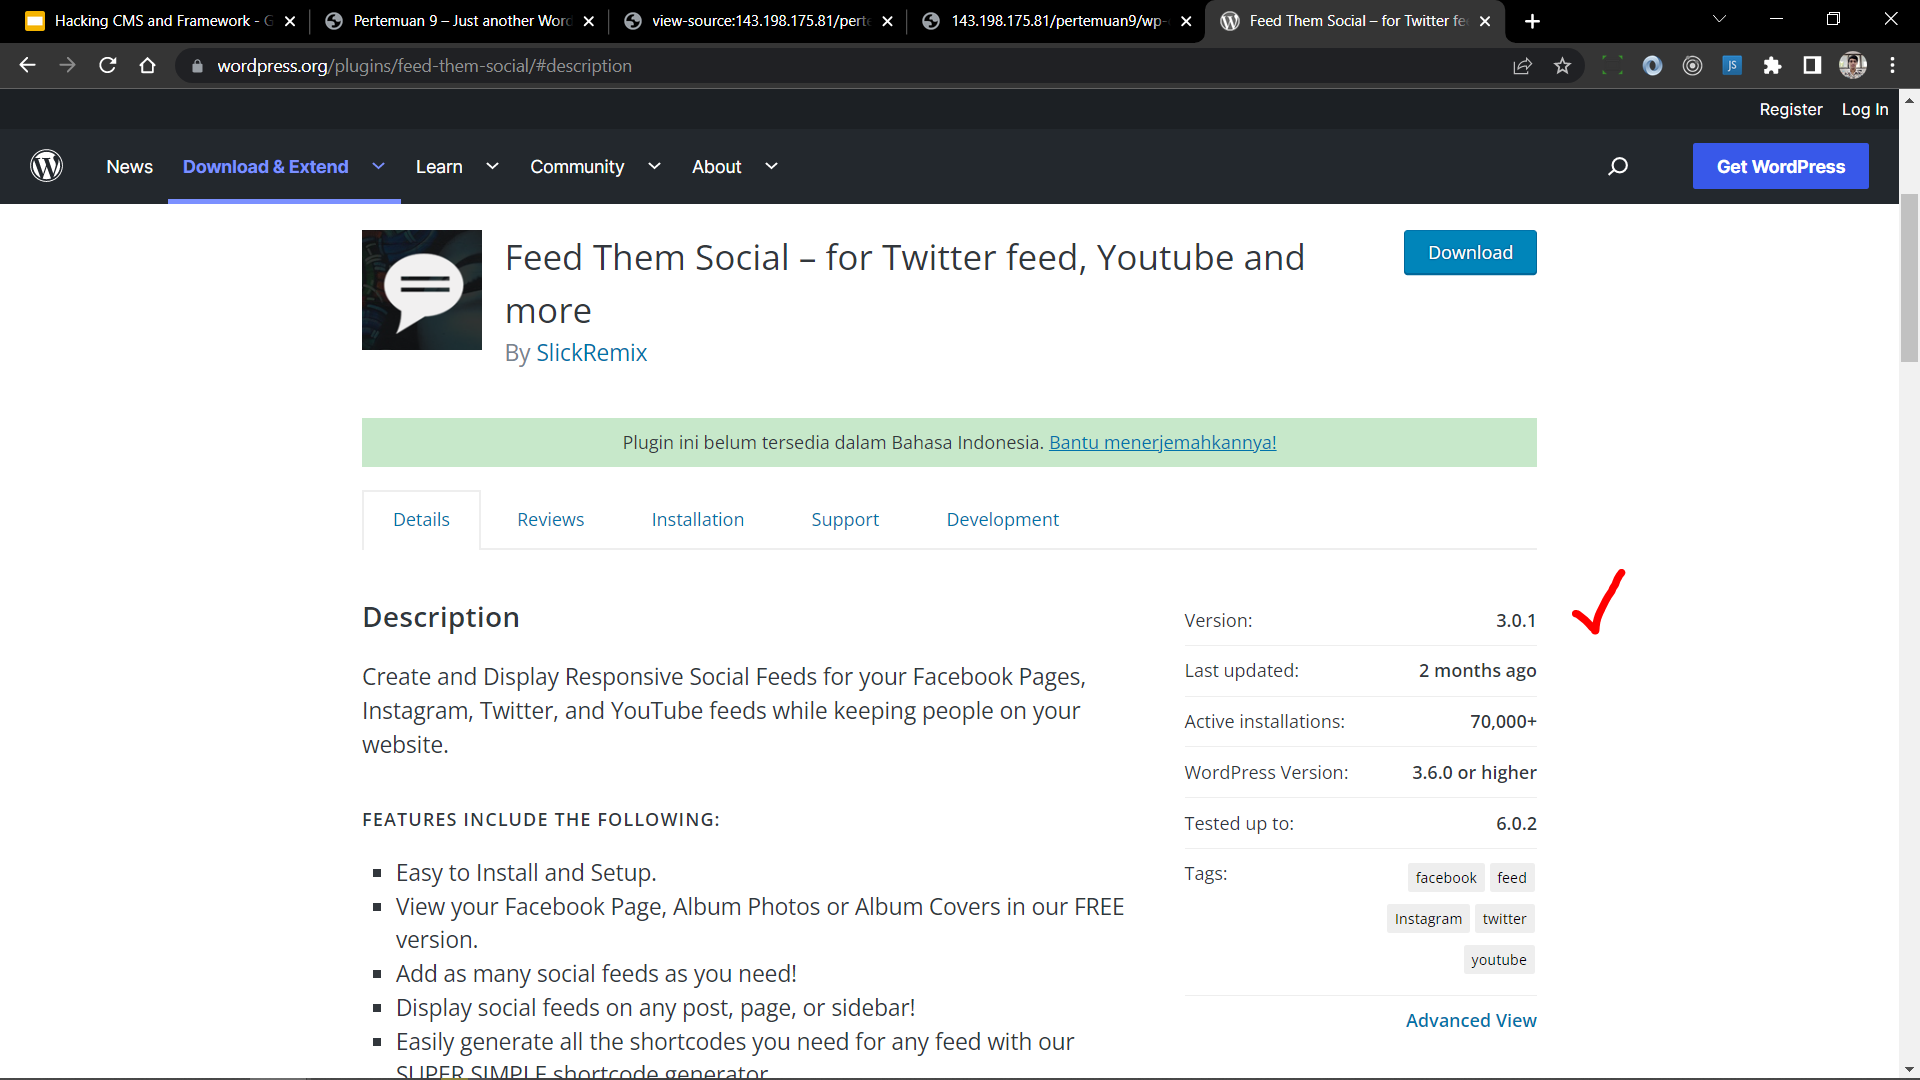 Hacking CMS and Framework - G
Pertemuan 9 – Just another Word
view-source:143.198.175.81/perte
143.198.175.81/pertemuan9/wp-
Feed Them Social – for Twitter fe
wordpress.org/plugins/feed-them-social/#description
JS
Register
Log In
News
Download & Extend
Learn
Community
About
Get WordPress
Feed Them Social – for Twitter feed, Youtube and
more
By SlickRemix
Download
Plugin ini belum tersedia dalam Bahasa Indonesia. Bantu menerjemahkannya!
Details
Reviews
Installation
Support
Development
Description
Create and Display Responsive Social Feeds for your Facebook Pages,
Instagram, Twitter, and YouTube feeds while keeping people on your
website.
FEATURES INCLUDE THE FOLLOWING:
Easy to Install and Setup.
View your Facebook Page, Album Photos or Album Covers in our FREE
version.
Add as many social feeds as you need!
Display social feeds on any post, page, or sidebar!
Easily generate all the shortcodes you need for any feed with our
SUPER SIMPLE shortcode generator
Version: 3.0.1
Last updated: 2 months ago
Active installations: 70,000+
WordPress Version: 3.6.0 or higher
Tested up to: 6.0.2
Tags: facebook feed
Instagram twitter
youtube
Advanced View